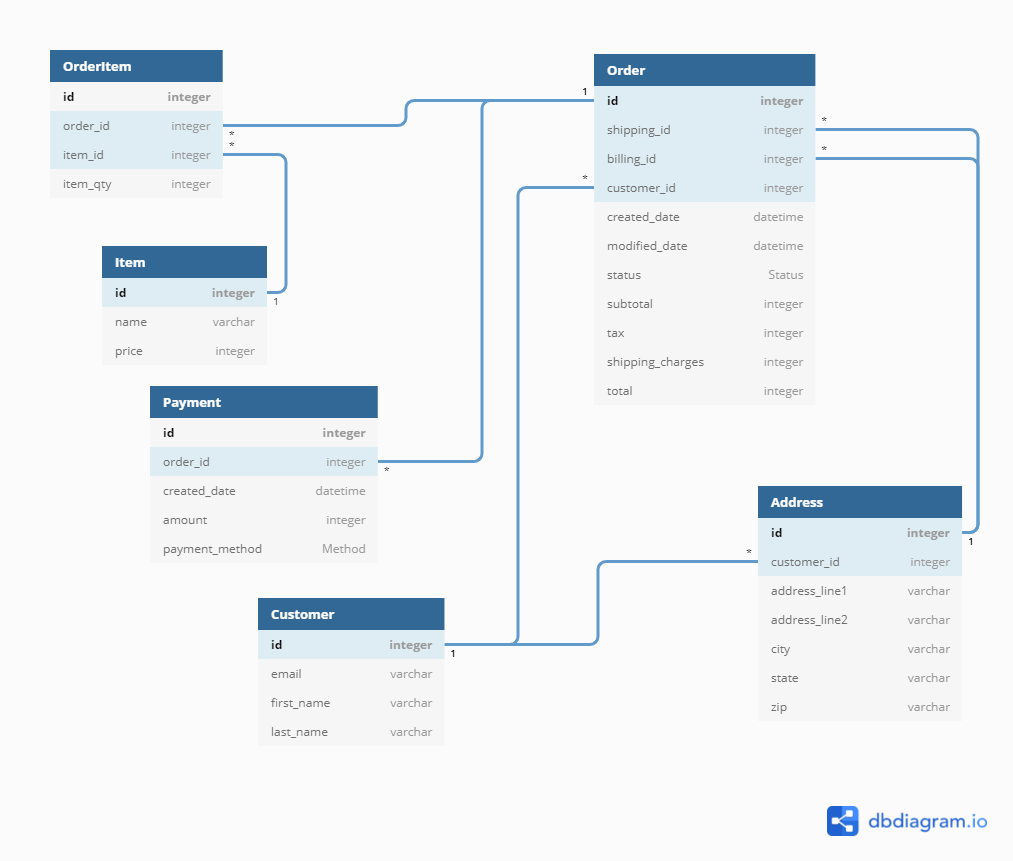 OrderItem
id integer
order_id integer
*
*
item_id integer
item_qty integer
Item
id integer
1
name varchar
price integer
Payment
id integer
order_id integer
*
created_date datetime
amount integer
payment_method Method
Customer
id integer
1
email varchar
first_name varchar
last_name varchar
Order
1
id integer
*
shipping_id integer
*
billing_id integer
*
customer_id integer
created_date datetime
modified_date datetime
status Status
subtotal integer
tax integer
shipping_charges integer
total integer
Address
id integer
1
*
customer_id integer
address_line1 varchar
address_line2 varchar
city varchar
state varchar
zip varchar
dbdiagram.io